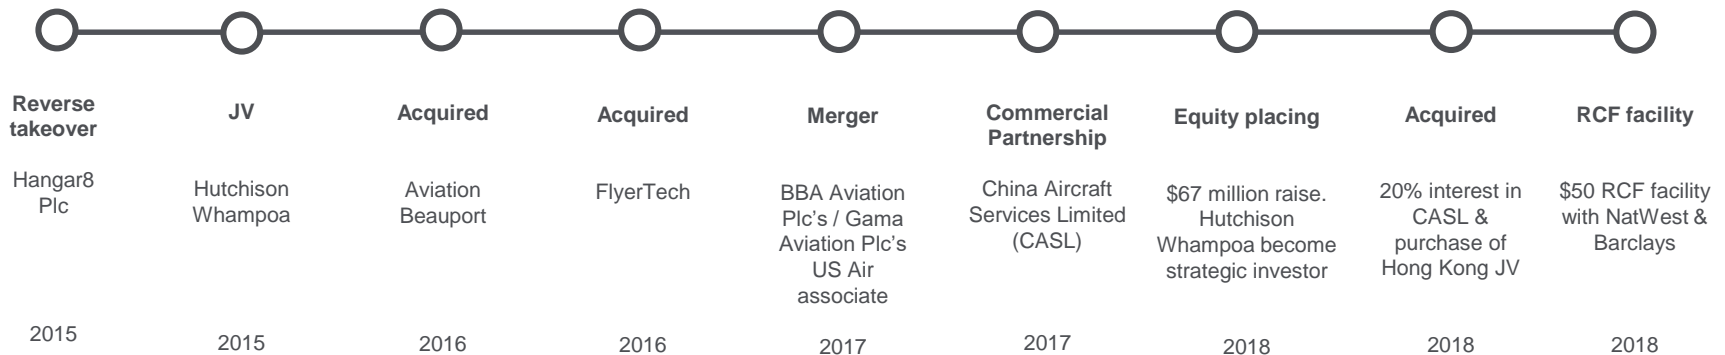 Reverse
takeover
Hangar8
Plc
2015
JV
Hutchison
Whampoa
2015
Acquired
Aviation
Beauport
2016
Acquired
FlyerTech
2016
Merger
BBA Aviation
Plc's / Gama
Aviation Plc's
US Air
associate
2017
Commercial
Partnership
China Aircraft
Services Limited
(CASL)
2017
Equity placing
$67 million raise.
Hutchison
Whampoa become
strategic investor
2018
Acquired
20% interest in
CASL &
purchase of
Hong Kong JV
2018
RCF facility
$50 RCF facility
with NatWest &
Barclays
2018